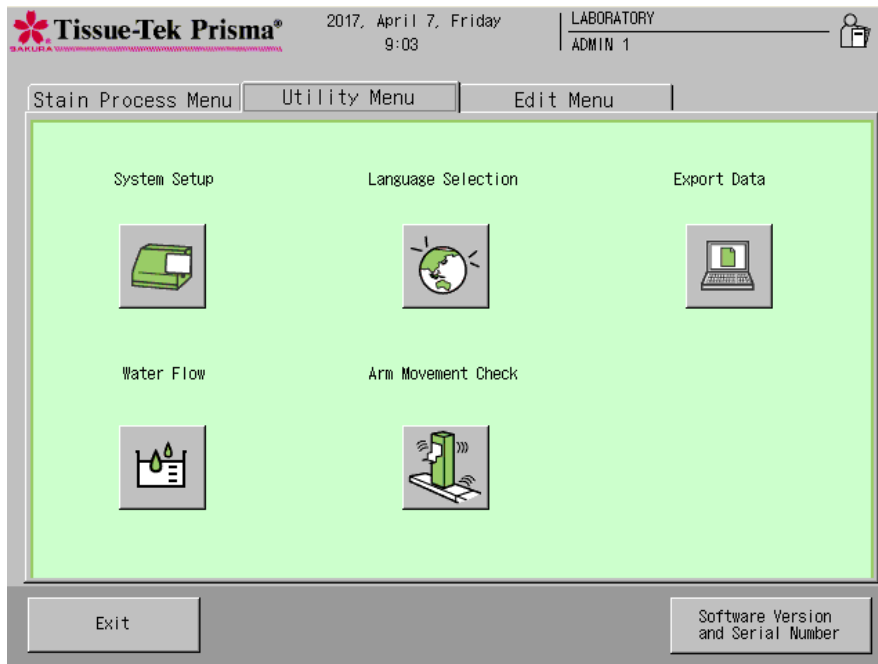 Tissue-Tek Prisma®
SAKURA
2017, April 7, Friday
9:03
LABORATORY
ADMIN 1
Stain Process Menu
Utility Menu
Edit Menu
System Setup
Language Selection
Export Data
Water Flow
Arm Movement Check
Exit
Software Version
and Serial Number